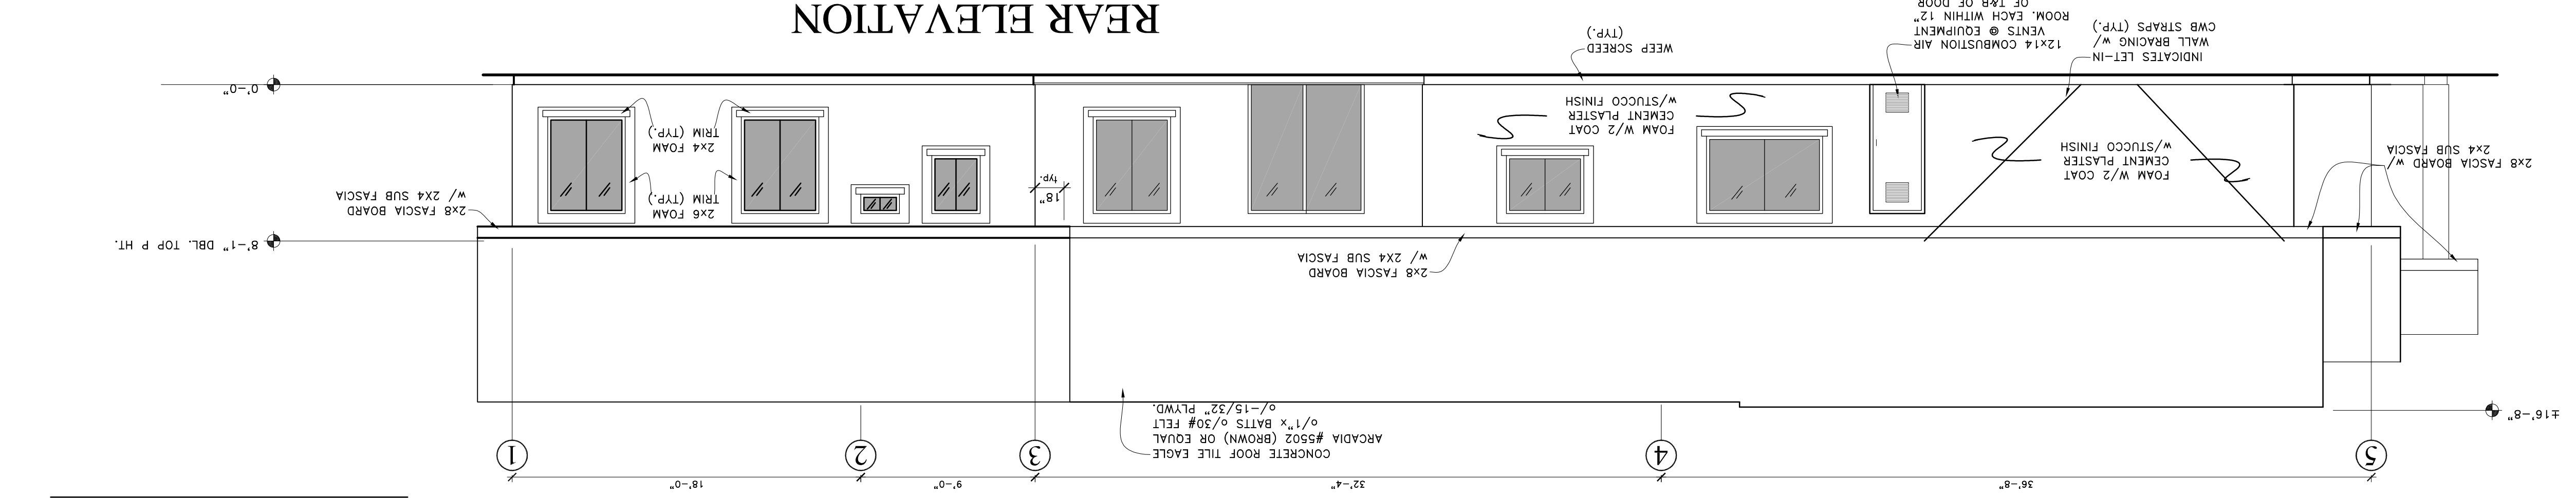 36'-8"
32'-4"
9'-0"
18'-0"
5
4
3
2
1
CONCRETE ROOF TILE EAGLE
ARCADIA #5502 (BROWN) OR EQUAL
o/1"x BATTS o/30# FELT
o/-15/32" PLYWD.
±16'-8"
2x8 FASCIA BOARD
w/ 2X4 SUB FASCIA
8'-1" DBL. TOP P HT.
2x8 FASCIA BOARD w/
2x4 SUB FASCIA
2x8 FASCIA BOARD
w/ 2X4 SUB FASCIA
FOAM W/2 COAT
CEMENT PLASTER
W/STUCCO FINISH
FOAM W/2 COAT
CEMENT PLASTER
W/STUCCO FINISH
18"
typ.
2x6 FOAM
TRIM (TYP.)
2x4 FOAM
TRIM (TYP.)
0'-0"
INDICATES LET-IN
WALL BRACING W/
CWB STRAPS (TYP.)
12x14 COMBUSTION AIR
VENTS @ EQUIPMENT
ROOM. EACH WITHIN 12"
OF T&B OF DOOR
WEEP SCREED
(TYP.)
REAR ELEVATION